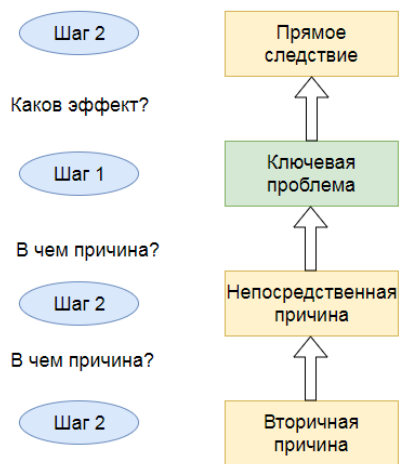 Шаг 2
Прямое
следствие
Каков эффект?
Шаг 1
Ключевая
проблема
В чем причина?
Шаг 2
Непосредственная
причина
В чем причина?
Шаг 2
Вторичная
причина